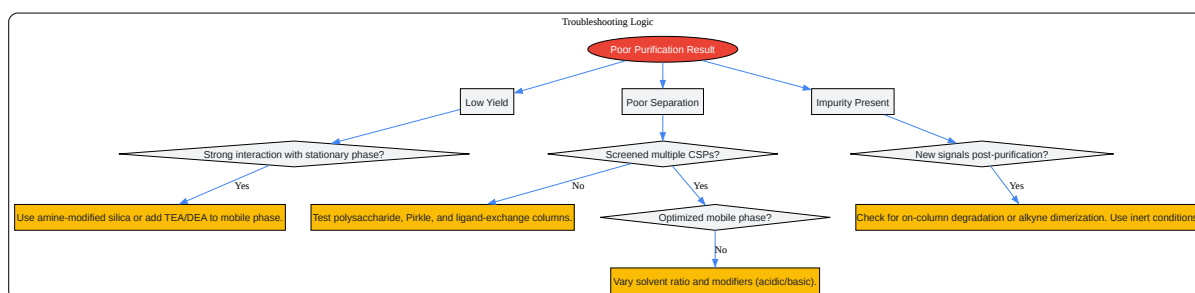 Troubleshooting Logic
Poor Purification Result
Low Yield
Poor Separation
Impurity Present
Strong interaction with stationary phase?
Screened multiple CSPs?
New signals post-purification?
Yes
No
Yes
Yes
Use amine-modified silica or add TEA/DEA to mobile phase.
Test polysaccharide, Pirkle, and ligand-exchange columns.
Optimized mobile phase?
Check for on-column degradation or alkyne dimerization. Use inert conditions
No
Vary solvent ratio and modifiers (acidic/basic).